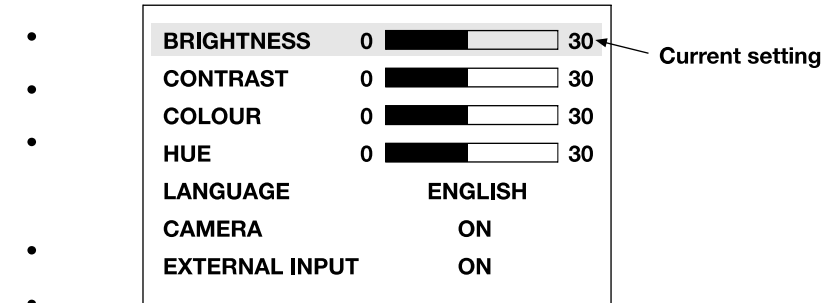 BRIGHTNESS 0 30
Current setting
CONTRAST 0 30
COLOUR 0 30
HUE 0 30
LANGUAGE ENGLISH
CAMERA ON
EXTERNAL INPUT ON